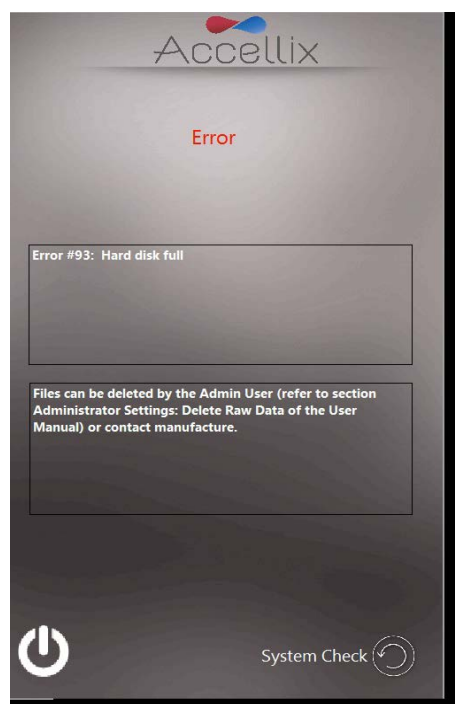 Accellix
Error
Error #93: Hard disk full
Files can be deleted by the Admin User (refer to section
Administrator Settings: Delete Raw Data of the User
Manual) or contact manufacture.
System Check